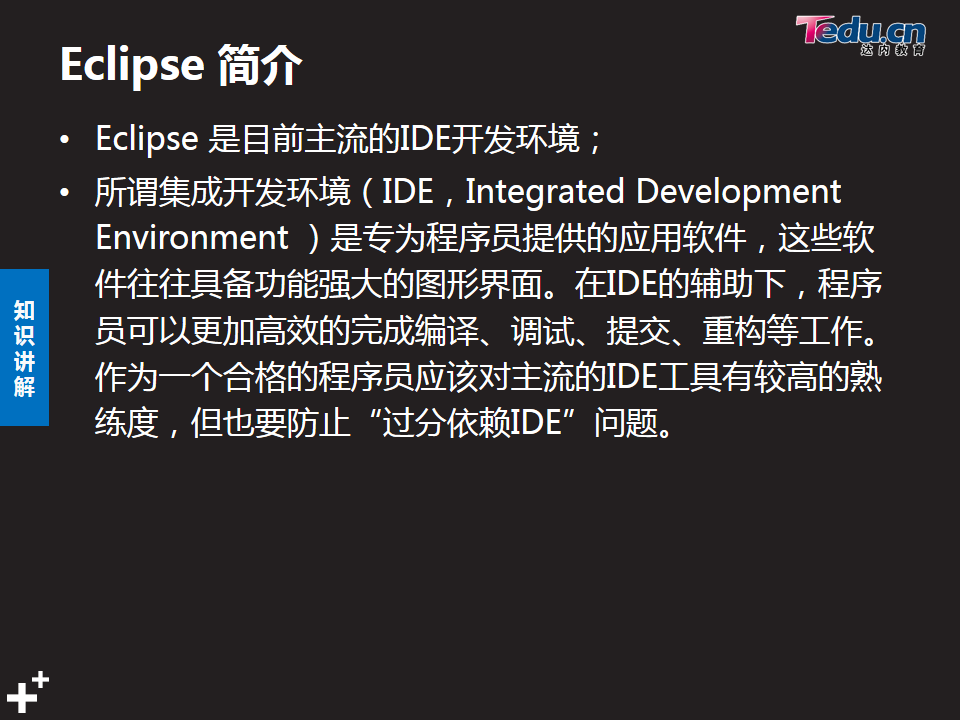 Tedu.cn
达内教育
Eclipse 简介
• Eclipse 是目前主流的IDE开发环境；
• 所谓集成开发环境（IDE，Integrated Development
Environment ）是专为程序员提供的应用软件，这些软
件往往具备功能强大的图形界面。在IDE的辅助下，程序
员可以更加高效的完成编译、调试、提交、重构等工作。
作为一个合格的程序员应该对主流的IDE工具有较高的熟
练度，但也要防止“过分依赖IDE”问题。
知识讲解